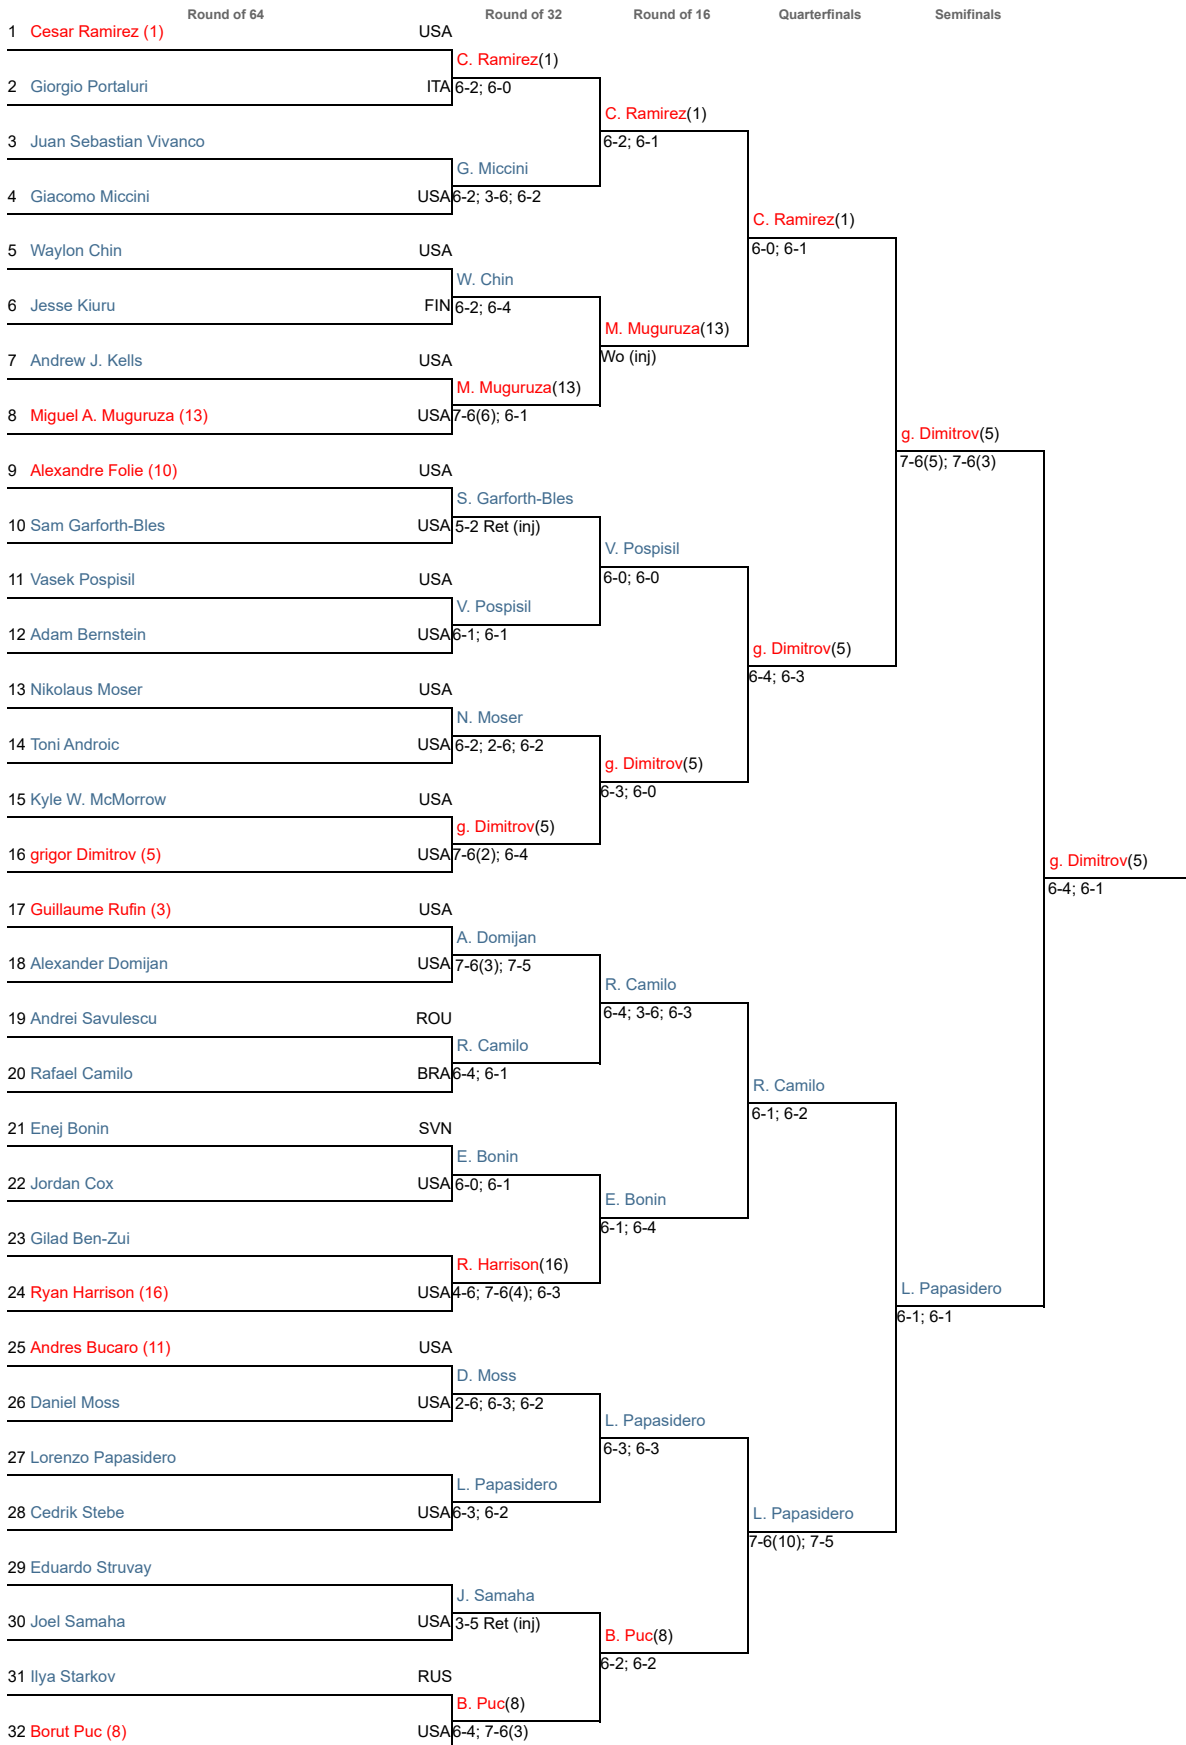 Round of 64 Round of 32 Round of 16 Quarterfinals Semifinals
1 Cesar Ramirez (1) USA
C. Ramirez(1)
2 Giorgio Portaluri ITA 6-2; 6-0
C. Ramirez(1)
3 Juan Sebastian Vivanco 6-2; 6-1
G. Miccini
4 Giacomo Miccini USA 6-2; 3-6; 6-2
C. Ramirez(1)
5 Waylon Chin USA 6-0; 6-1
W. Chin
6 Jesse Kiuru FIN 6-2; 6-4
M. Muguruza(13)
7 Andrew J. Kells USA Wo (inj)
M. Muguruza(13)
8 Miguel A. Muguruza (13) USA 7-6(6); 6-1
g. Dimitrov(5)
9 Alexandre Folie (10) USA 7-6(5); 7-6(3)
S. Garforth-Bles
10 Sam Garforth-Bles USA 5-2 Ret (inj)
V. Pospisil
11 Vasek Pospisil USA 6-0; 6-0
V. Pospisil
12 Adam Bernstein USA 6-1; 6-1
g. Dimitrov(5)
13 Nikolaus Moser USA 6-4; 6-3
N. Moser
14 Toni Androic USA 6-2; 2-6; 6-2
g. Dimitrov(5)
15 Kyle W. McMorrow USA 6-3; 6-0
g. Dimitrov(5)
16 grigor Dimitrov (5) USA 7-6(2); 6-4
g. Dimitrov(5)
17 Guillaume Rufin (3) USA 6-4; 6-1
A. Domijan
18 Alexander Domijan USA 7-6(3); 7-5
R. Camilo
19 Andrei Savulescu ROU 6-4; 3-6; 6-3
R. Camilo
20 Rafael Camilo BRA 6-4; 6-1
R. Camilo
21 Enej Bonin SVN 6-1; 6-2
E. Bonin
22 Jordan Cox USA 6-0; 6-1
E. Bonin
23 Gilad Ben-Zui 6-1; 6-4
R. Harrison(16)
24 Ryan Harrison (16) USA 4-6; 7-6(4); 6-3
L. Papasidero
25 Andres Bucaro (11) USA 6-1; 6-1
D. Moss
26 Daniel Moss USA 2-6; 6-3; 6-2
L. Papasidero
27 Lorenzo Papasidero 6-3; 6-3
L. Papasidero
28 Cedrik Stebe USA 6-3; 6-2
L. Papasidero
29 Eduardo Struvay 7-6(10); 7-5
J. Samaha
30 Joel Samaha USA 3-5 Ret (inj)
B. Puc(8)
31 Ilya Starkov RUS 6-2; 6-2
B. Puc(8)
32 Borut Puc (8) USA 6-4; 7-6(3)